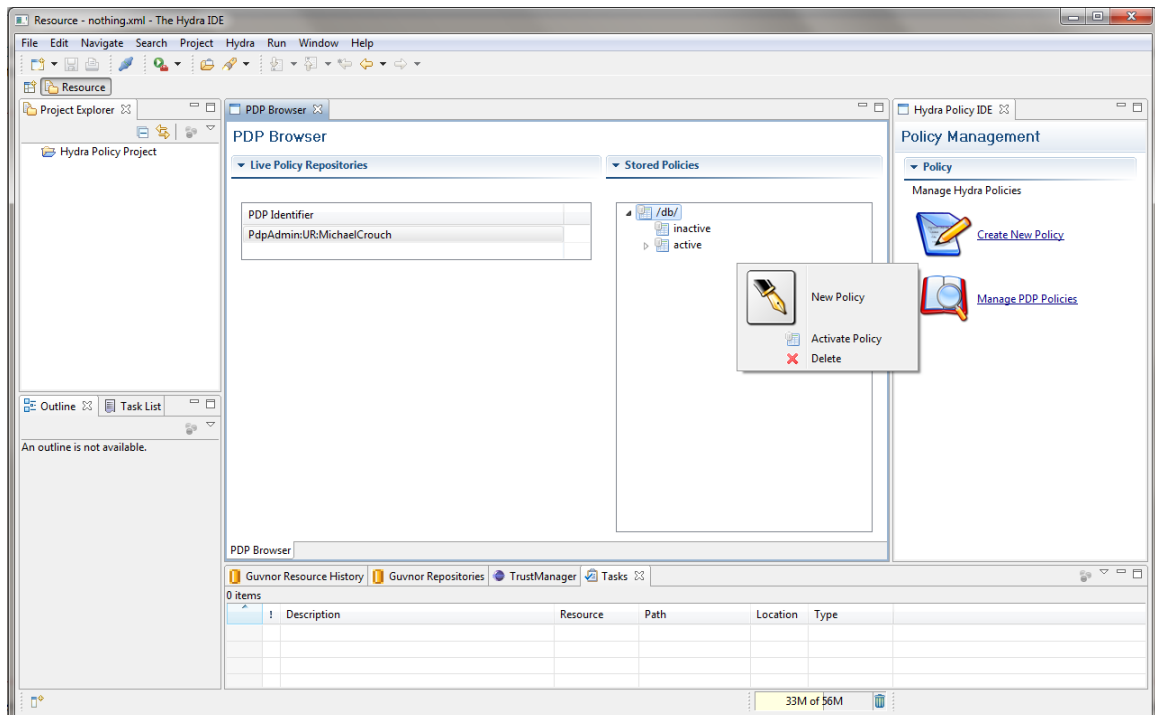 Resource - nothing.xml - The Hydra IDE
File Edit Navigate Search Project Hydra Run Window Help
Resource
Project Explorer
Hydra Policy Project
PDP Browser
PDP Browser
Live Policy Repositories
PDP Identifier
PdpAdmin:UR:MichaelCrouch
Stored Policies
/db/
inactive
active
New Policy
Activate Policy
Delete
PDP Browser
Hydra Policy IDE
Policy Management
Policy
Manage Hydra Policies
Create New Policy
Manage PDP Policies
Outline Task List
An outline is not available.
Guvnor Resource History Guvnor Repositories TrustManager Tasks
0 items
! Description Resource Path Location Type
33M of 56M